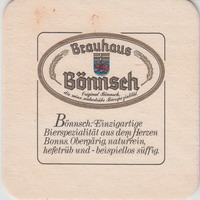 Brauhaus
Bönnsch
Original Bönnsch,
Bönnsch: Einzigartige
Bierspezialität aus dem Herzen
Bonns. Obergärig, naturrein,
hefetrüb und - beispiellos süffig.